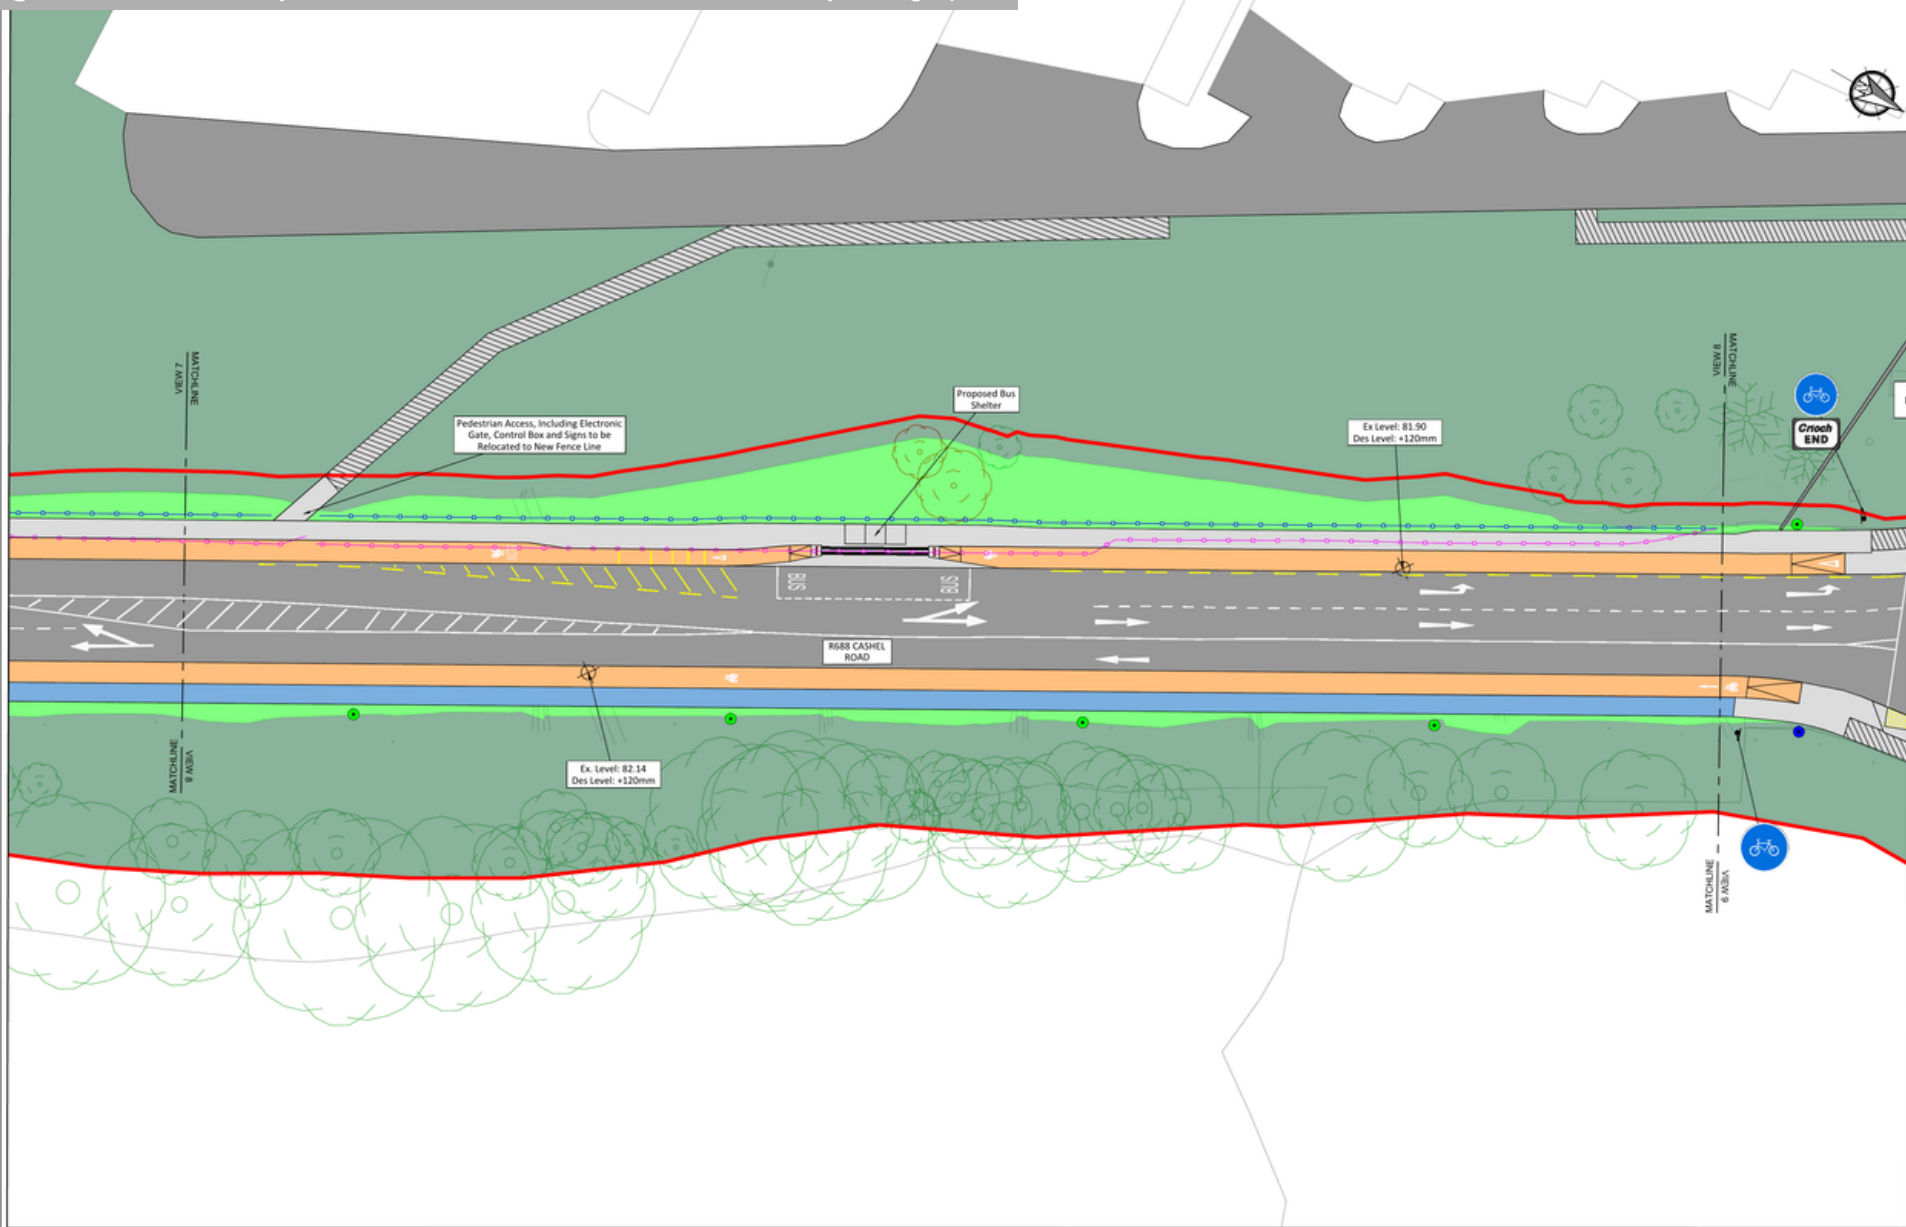 MATCHLINE
VIEW 7
Pedestrian Access, Including Electronic
Gate, Control Box and Signs to be
Relocated to New Fence Line
Proposed Bus
Shelter
Ex Level: 81.90
Des Level: +120mm
MATCHLINE
VIEW 8
Críoch
END
BUS
BUS
R688 CASHEL
ROAD
Ex. Level: 82.14
Des Level: +120mm
MATCHLINE
VIEW 8
MATCHLINE
VIEW 9